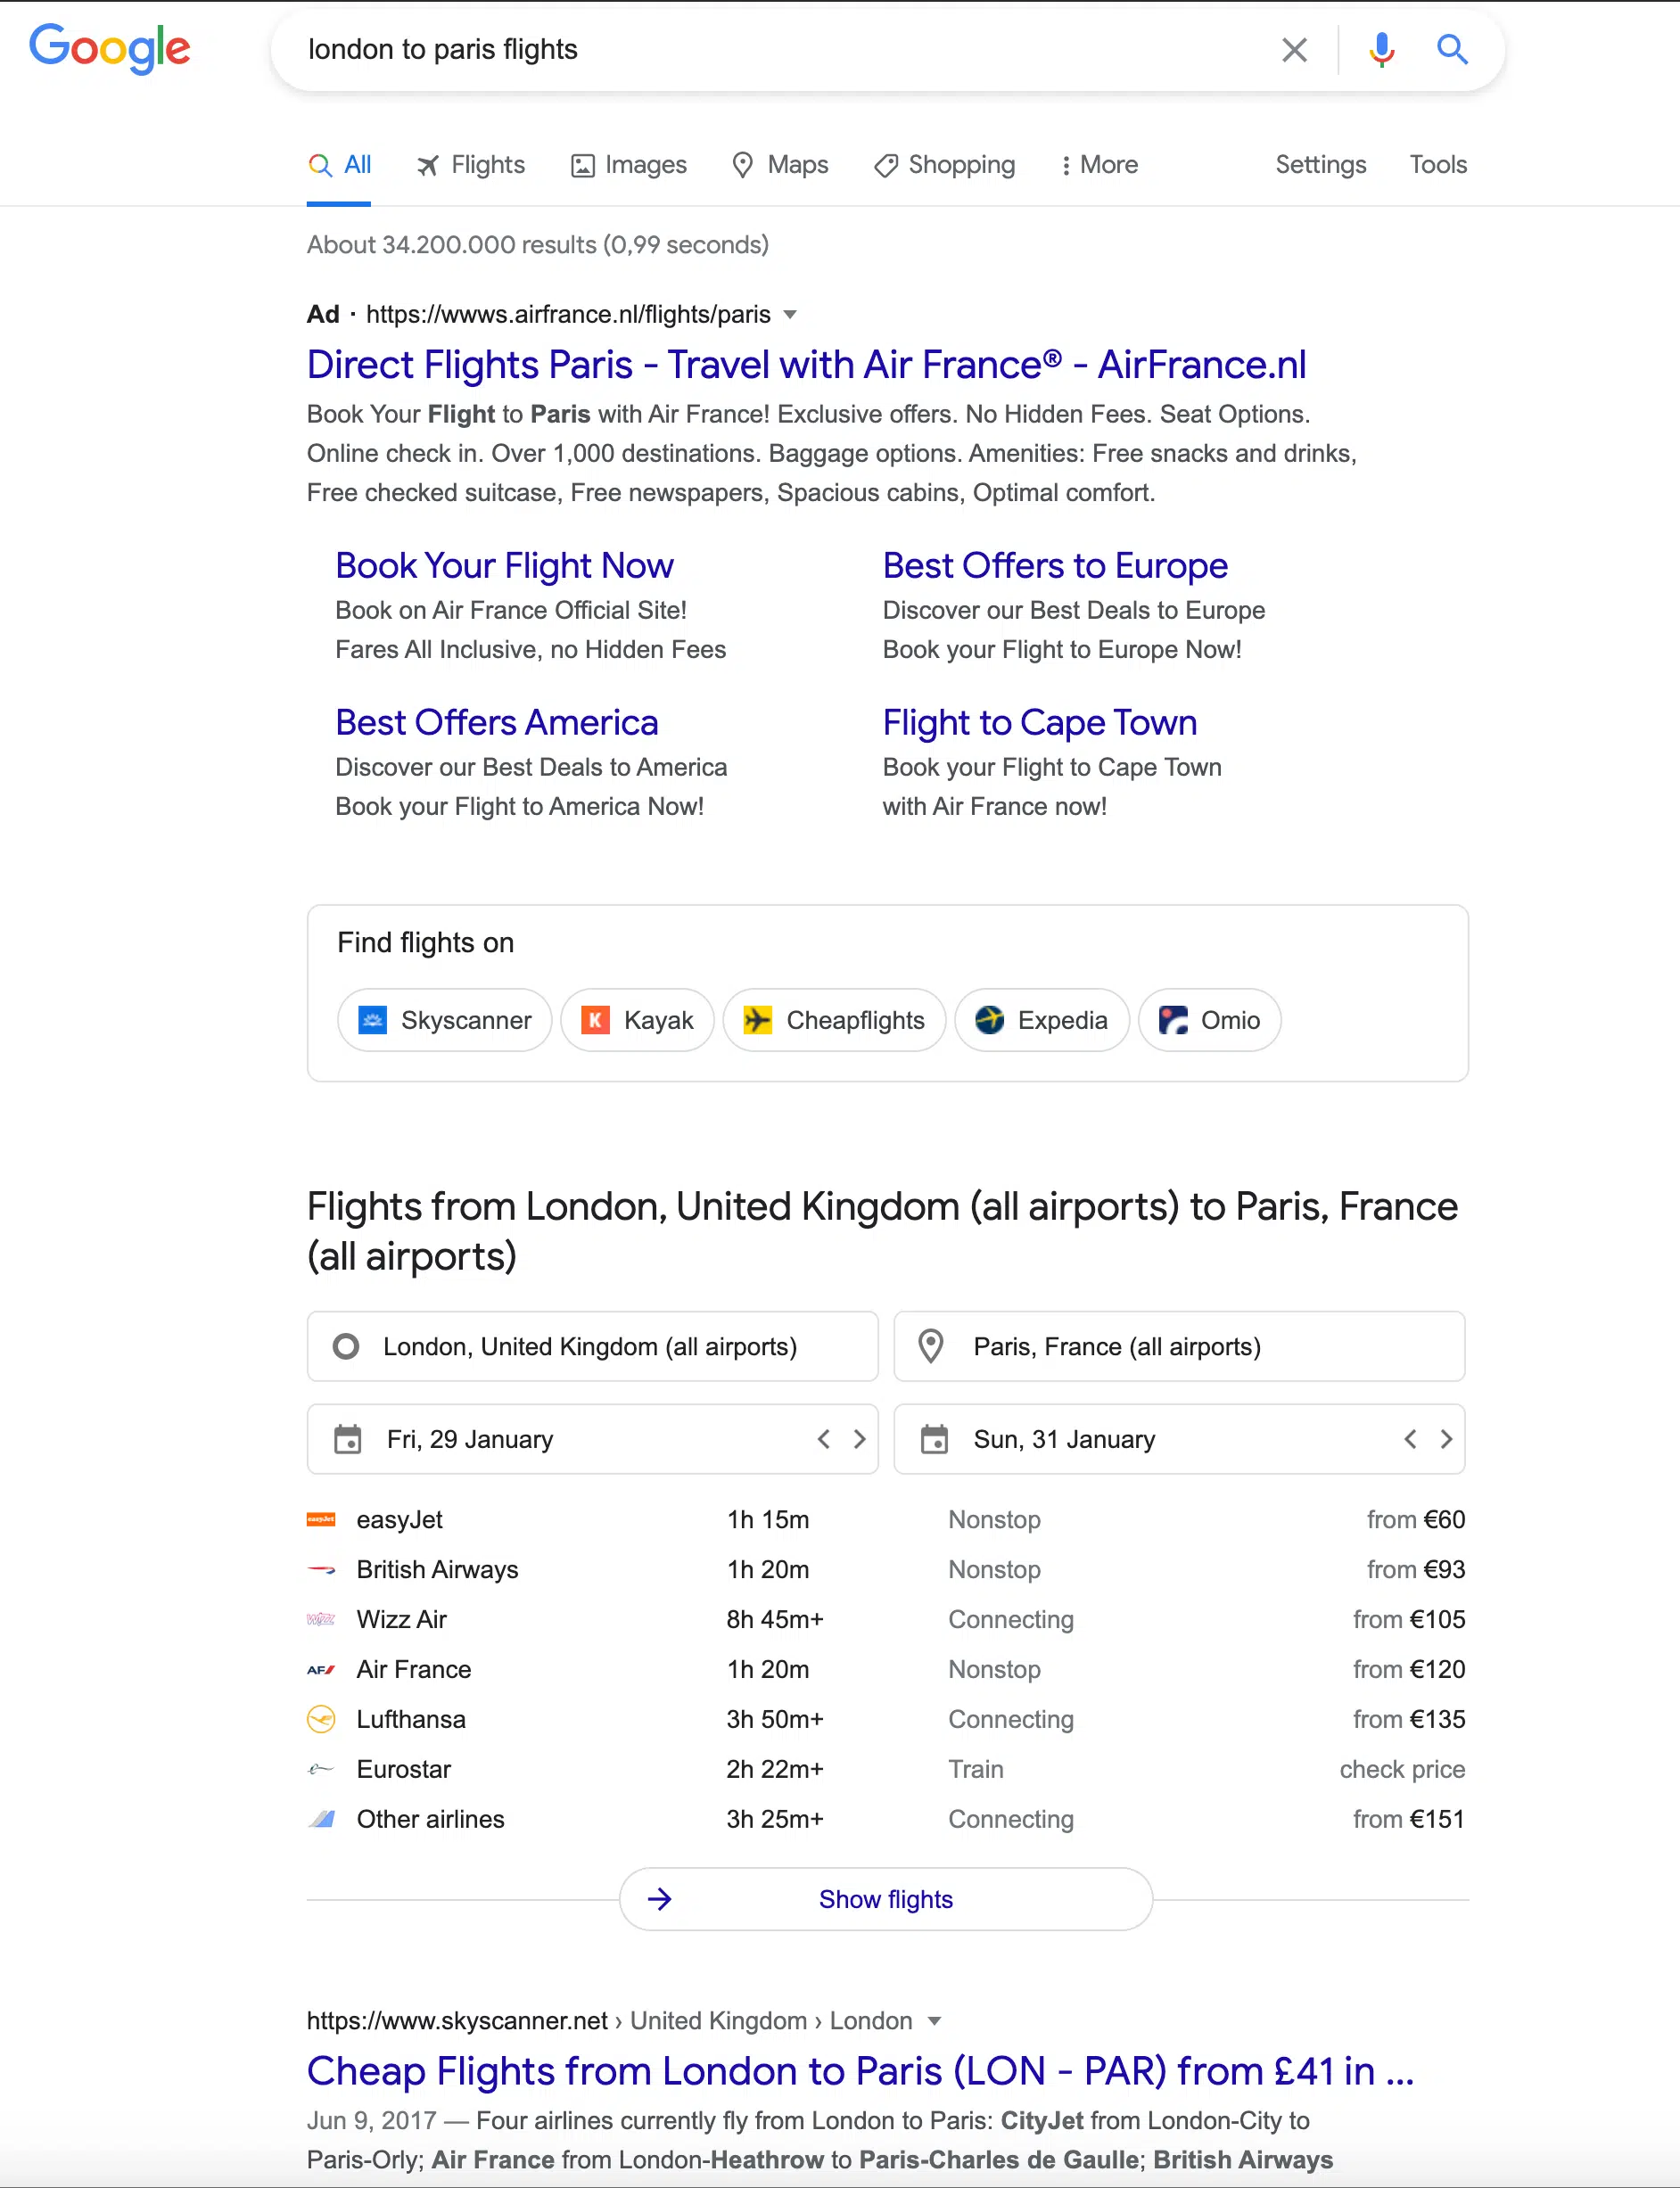 Google
london to paris flights
All Flights Images Maps Shopping More Settings Tools
About 34.200.000 results (0,99 seconds)
Ad · https://wwws.airfrance.nl/flights/paris
Direct Flights Paris - Travel with Air France® - AirFrance.nl
Book Your Flight to Paris with Air France! Exclusive offers. No Hidden Fees. Seat Options.
Online check in. Over 1,000 destinations. Baggage options. Amenities: Free snacks and drinks,
Free checked suitcase, Free newspapers, Spacious cabins, Optimal comfort.
Book Your Flight Now
Book on Air France Official Site!
Fares All Inclusive, no Hidden Fees
Best Offers to Europe
Discover our Best Deals to Europe
Book your Flight to Europe Now!
Best Offers America
Discover our Best Deals to America
Book your Flight to America Now!
Flight to Cape Town
Book your Flight to Cape Town
with Air France now!
Find flights on
Skyscanner K Kayak Cheapflights Expedia Omio
Flights from London, United Kingdom (all airports) to Paris, France
(all airports)
London, United Kingdom (all airports) Paris, France (all airports)
Fri, 29 January Sun, 31 January
easyJet easyJet 1h 15m Nonstop from €60
British Airways 1h 20m Nonstop from €93
WIZZ Wizz Air 8h 45m+ Connecting from €105
AF Air France 1h 20m Nonstop from €120
Lufthansa 3h 50m+ Connecting from €135
Eurostar 2h 22m+ Train check price
Other airlines 3h 25m+ Connecting from €151
Show flights
https://www.skyscanner.net › United Kingdom › London
Cheap Flights from London to Paris (LON - PAR) from £41 in ...
Jun 9, 2017 — Four airlines currently fly from London to Paris: CityJet from London-City to
Paris-Orly; Air France from London-Heathrow to Paris-Charles de Gaulle; British Airways